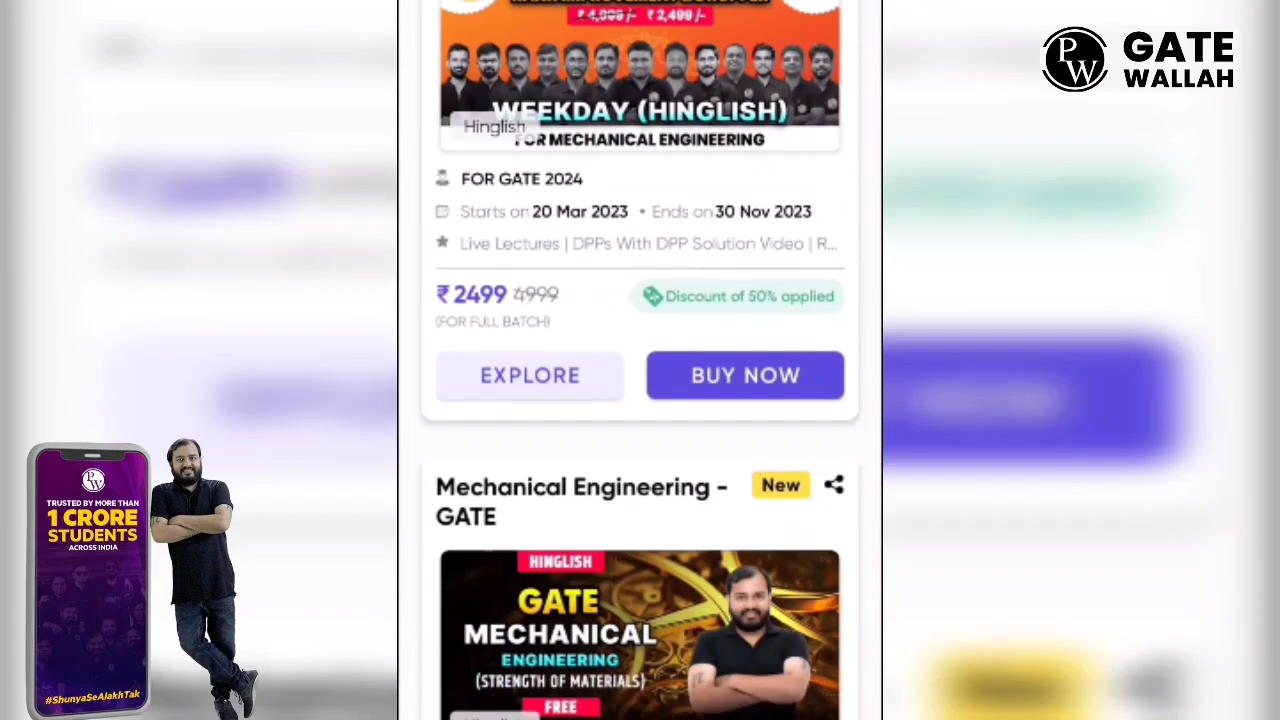 ₹ 4,999 /- ₹ 2,499 /-
WEEKDAY (HINGLISH)
Hinglish
FOR MECHANICAL ENGINEERING
FOR GATE 2024
Starts on 20 Mar 2023 • Ends on 30 Nov 2023
Live Lectures | DPPs With DPP Solution Video | R...
₹ 2499 4999
Discount of 50% applied
(FOR FULL BATCH)
EXPLORE
BUY NOW
Mechanical Engineering -
GATE
New
HINGLISH
GATE
MECHANICAL
ENGINEERING
(STRENGTH OF MATERIALS)
FREE
PW
GATE
WALLAH
PW
TRUSTED BY MORE THAN
1 CRORE
STUDENTS
ACROSS INDIA
#ShunyaSeAlakhTak